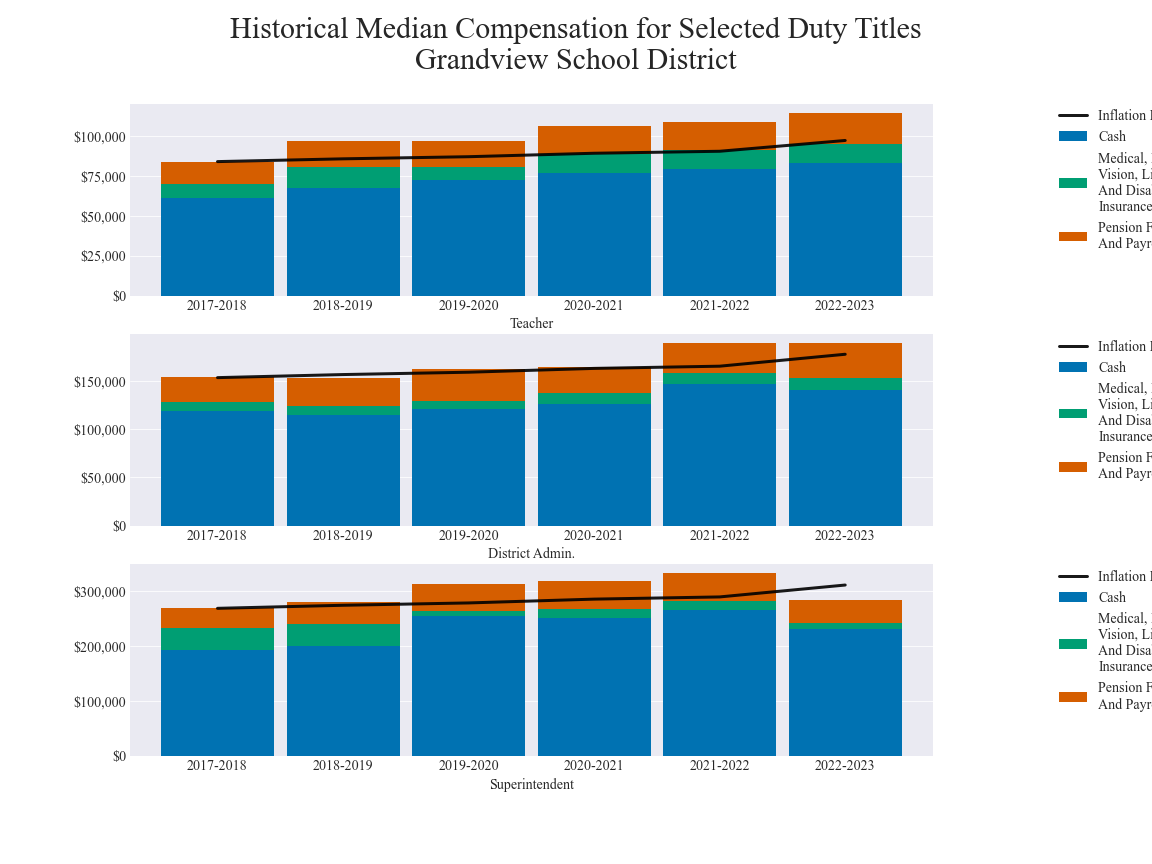 Historical Median Compensation for Selected Duty Titles
Grandview School District
$100,000
$75,000
$50,000
$25,000
$0
2017-2018 2018-2019 2019-2020 2020-2021 2021-2022 2022-2023
Teacher
Inflation
Cash
Medical,
Vision,
And
Insurance
Pension
And
$150,000
$100,000
$50,000
$0
2017-2018 2018-2019 2019-2020 2020-2021 2021-2022 2022-2023
District Admin.
Inflation
Cash
Medical,
Vision,
And
Insurance
Pension
And
$300,000
$200,000
$100,000
$0
2017-2018 2018-2019 2019-2020 2020-2021 2021-2022 2022-2023
Superintendent
Inflation
Cash
Medical,
Vision,
And
Insurance
Pension
And